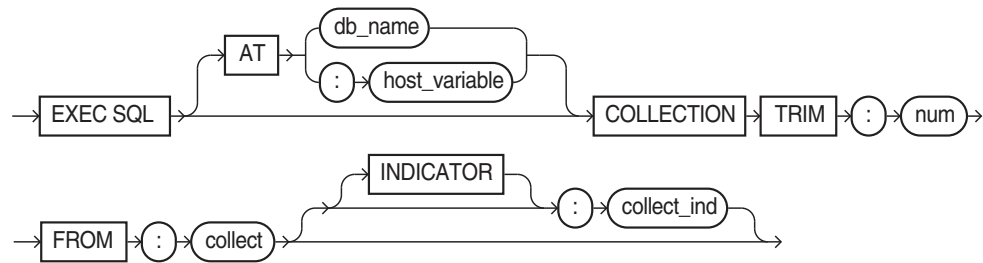 db_name
AT
: host_variable
EXEC SQL COLLECTION TRIM : num
INDICATOR
: collect_ind
FROM : collect